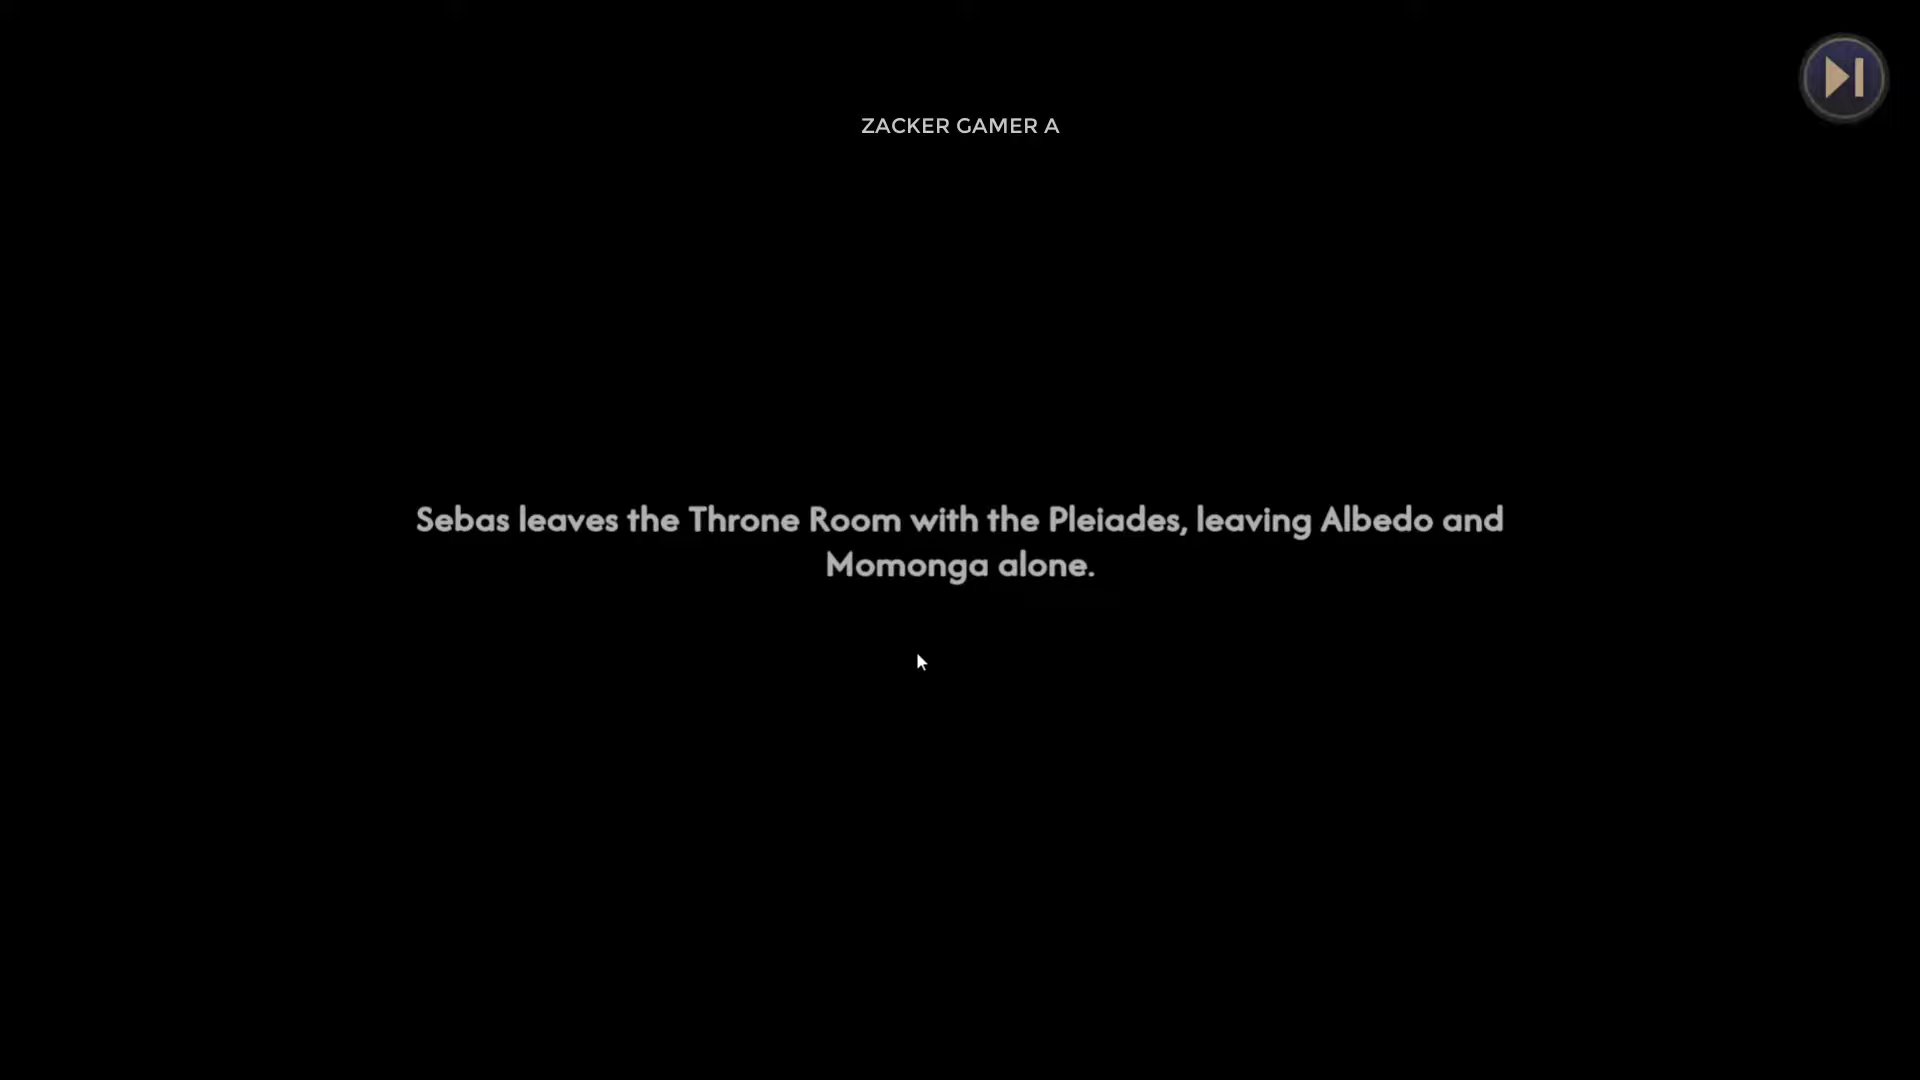 ZACKER GAMER A
Sebas leaves the Throne Room with the Pleiades, leaving Albedo and
Momonga alone.